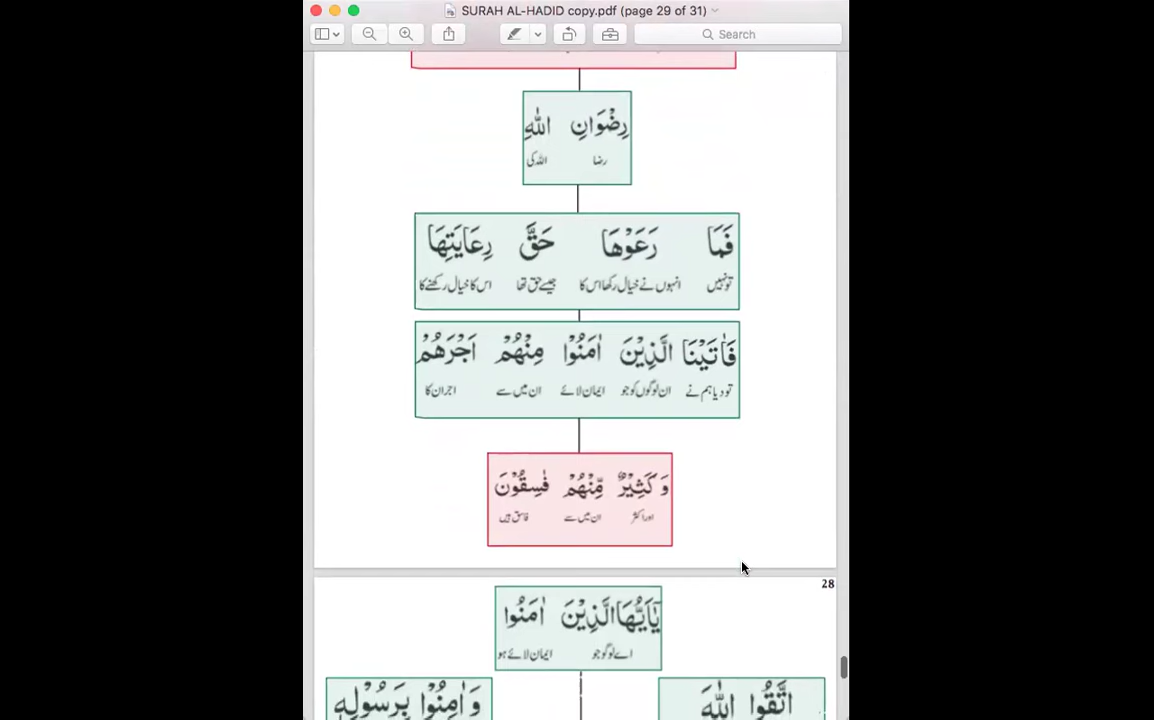 SURAH AL-HADID copy.pdf (page 29 of 31)
Search
رِضْوَانِ اللّٰهِ
رضا اللہ کی
فَمَا رَعَوْهَا حَقَّ رِعَايَتِهَا
تو نہیں انہوں نے خیال رکھا اس کا جیسے حق تھا اس کا خیال رکھنے کا
فَاٰتَيْنَا الَّذِيْنَ اٰمَنُوْا مِنْهُمْ اَجْرَهُمْ
تو دیا ہم نے ان لوگوں کو جو ایمان لائے ان میں سے اجر ان کا
وَ كَثِيْرٌ مِّنْهُمْ فٰسِقُوْنَ
اور اکثر ان میں سے فاسق ہیں
28
يٰۤاَيُّهَا الَّذِيْنَ اٰمَنُوا
اے لوگو جو ایمان لائے ہو
اتَّقُوا اللّٰهَ وَاٰمِنُوْا بِرَسُوْلِهٖ